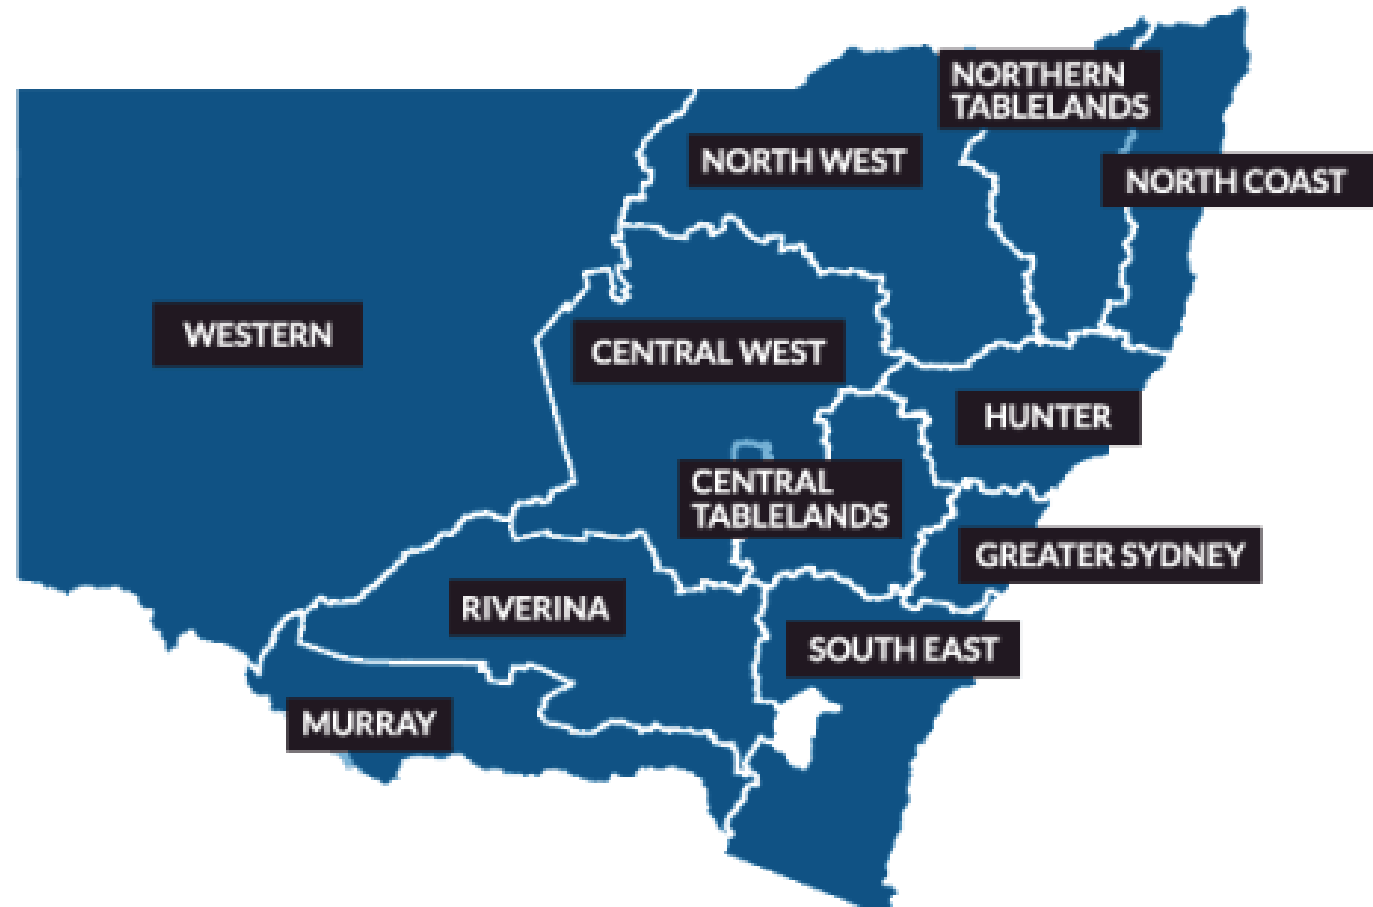 NORTHERN
TABLELANDS
NORTH WEST
NORTH COAST
WESTERN
CENTRAL WEST
HUNTER
CENTRAL
TABLELANDS
GREATER SYDNEY
RIVERINA
SOUTH EAST
MURRAY